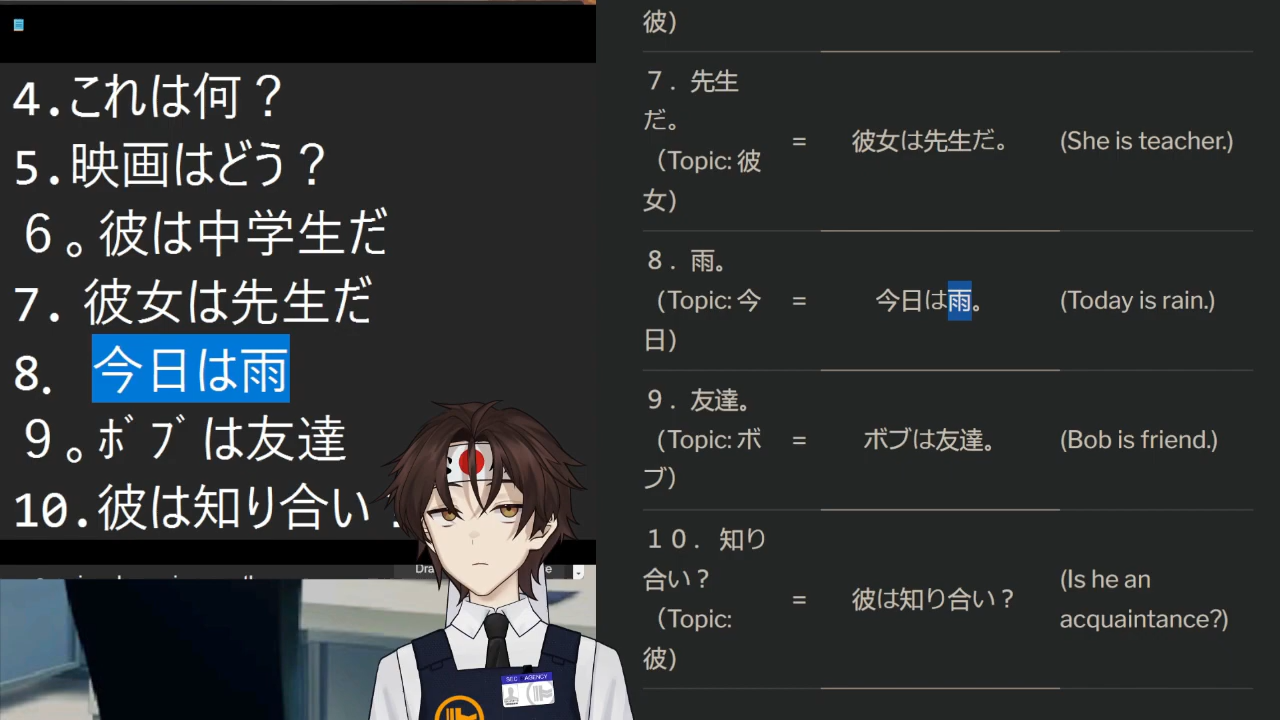 4.これは何？
5.映画はどう？
６。彼は中学生だ
7. 彼女は先生だ
8. 今日は雨
９。ﾎﾞﾌﾞは友達
10.彼は知り合い
Dra
e
彼）
７．先生
だ。
（Topic: 彼
女）
=
彼女は先生だ。
(She is teacher.)
８．雨。
（Topic: 今
日）
=
今日は雨。
(Today is rain.)
９．友達。
（Topic: ボ
ブ）
=
ボブは友達。
(Bob is friend.)
１０．知り
合い？
（Topic:
彼）
=
彼は知り合い？
(Is he an
acquaintance?)
SEC AGENCY